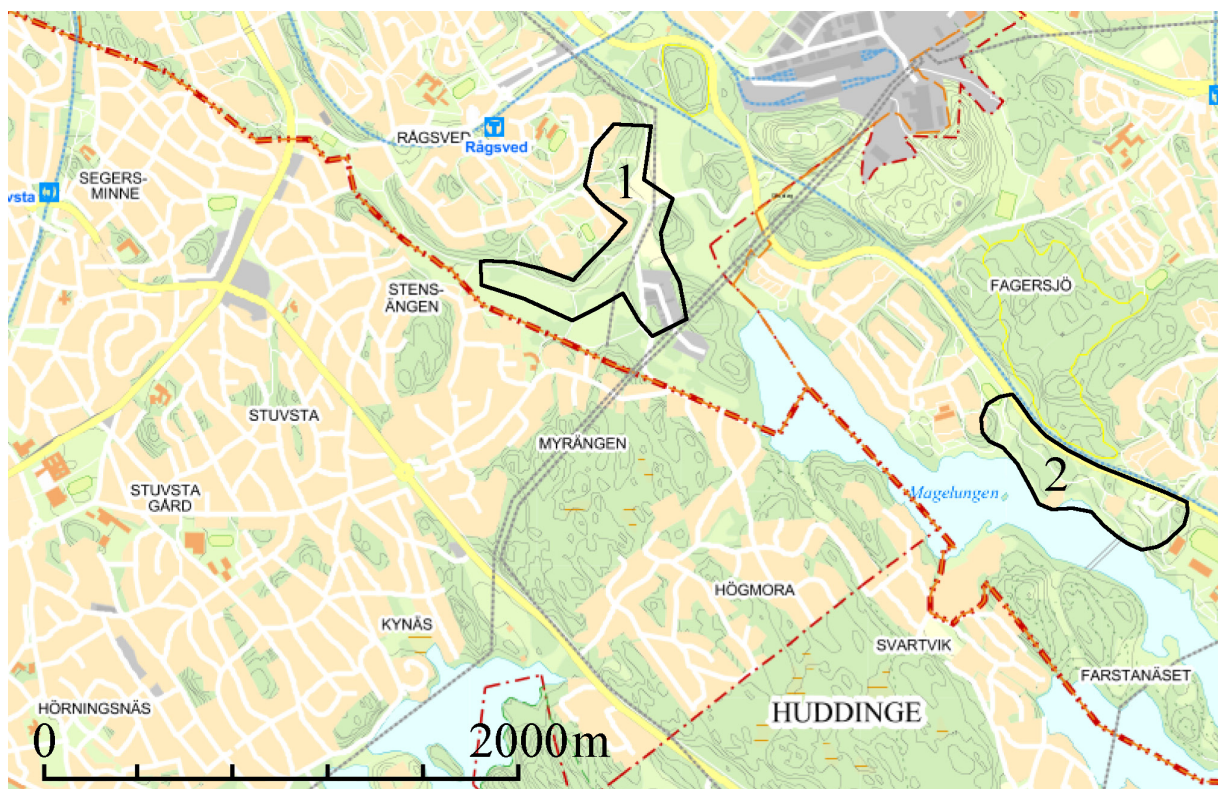 RÅGSVED
Rågsved
SEGERS-
MINNE
vsta
1
STENS-
ÄNGEN
FAGERSJÖ
STUVSTA
MYRÄNGEN
2
Magelungen
STUVSTA
GÅRD
HÖGMORA
KYNÄS
SVARTVIK
FARSTANÄSET
HÖRNINGSNÄS
HUDDINGE
0
2000m